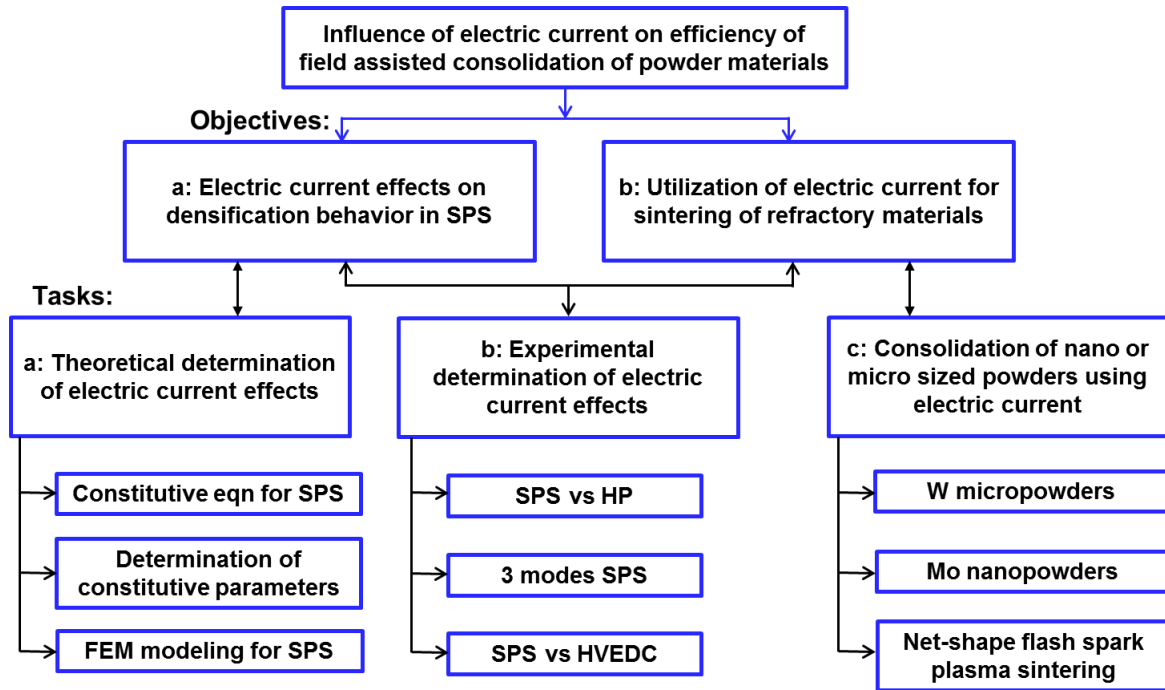 Influence of electric current on efficiency of
field assisted consolidation of powder materials
Objectives:
a: Electric current effects on
densification behavior in SPS
b: Utilization of electric current for
sintering of refractory materials
Tasks:
a: Theoretical determination
of electric current effects
b: Experimental
determination of electric
current effects
c: Consolidation of nano or
micro sized powders using
electric current
Constitutive eqn for SPS
Determination of
constitutive parameters
FEM modeling for SPS
SPS vs HP
3 modes SPS
SPS vs HVEDC
W micropowders
Mo nanopowders
Net-shape flash spark
plasma sintering